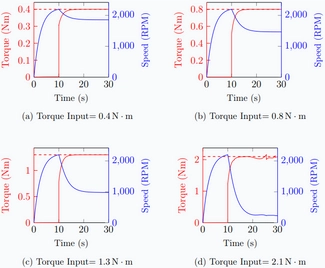 0.4
0.3
0.2
0.1
0
2,000
1,000
0
0 10 20 30
Torque (Nm)
Speed (RPM)
Time (s)
(a) Torque Input= 0.4 N · m
0.8
0.6
0.4
0.2
0
2,000
1,000
0
0 10 20 30
Torque (Nm)
Speed (RPM)
Time (s)
(b) Torque Input= 0.8 N · m
1
0.5
0
2,000
1,000
0
0 10 20 30
Torque (Nm)
Speed (RPM)
Time (s)
(c) Torque Input= 1.3 N · m
2
1
0
2,000
1,000
0
0 10 20 30
Torque (Nm)
Speed (RPM)
Time (s)
(d) Torque Input= 2.1 N · m